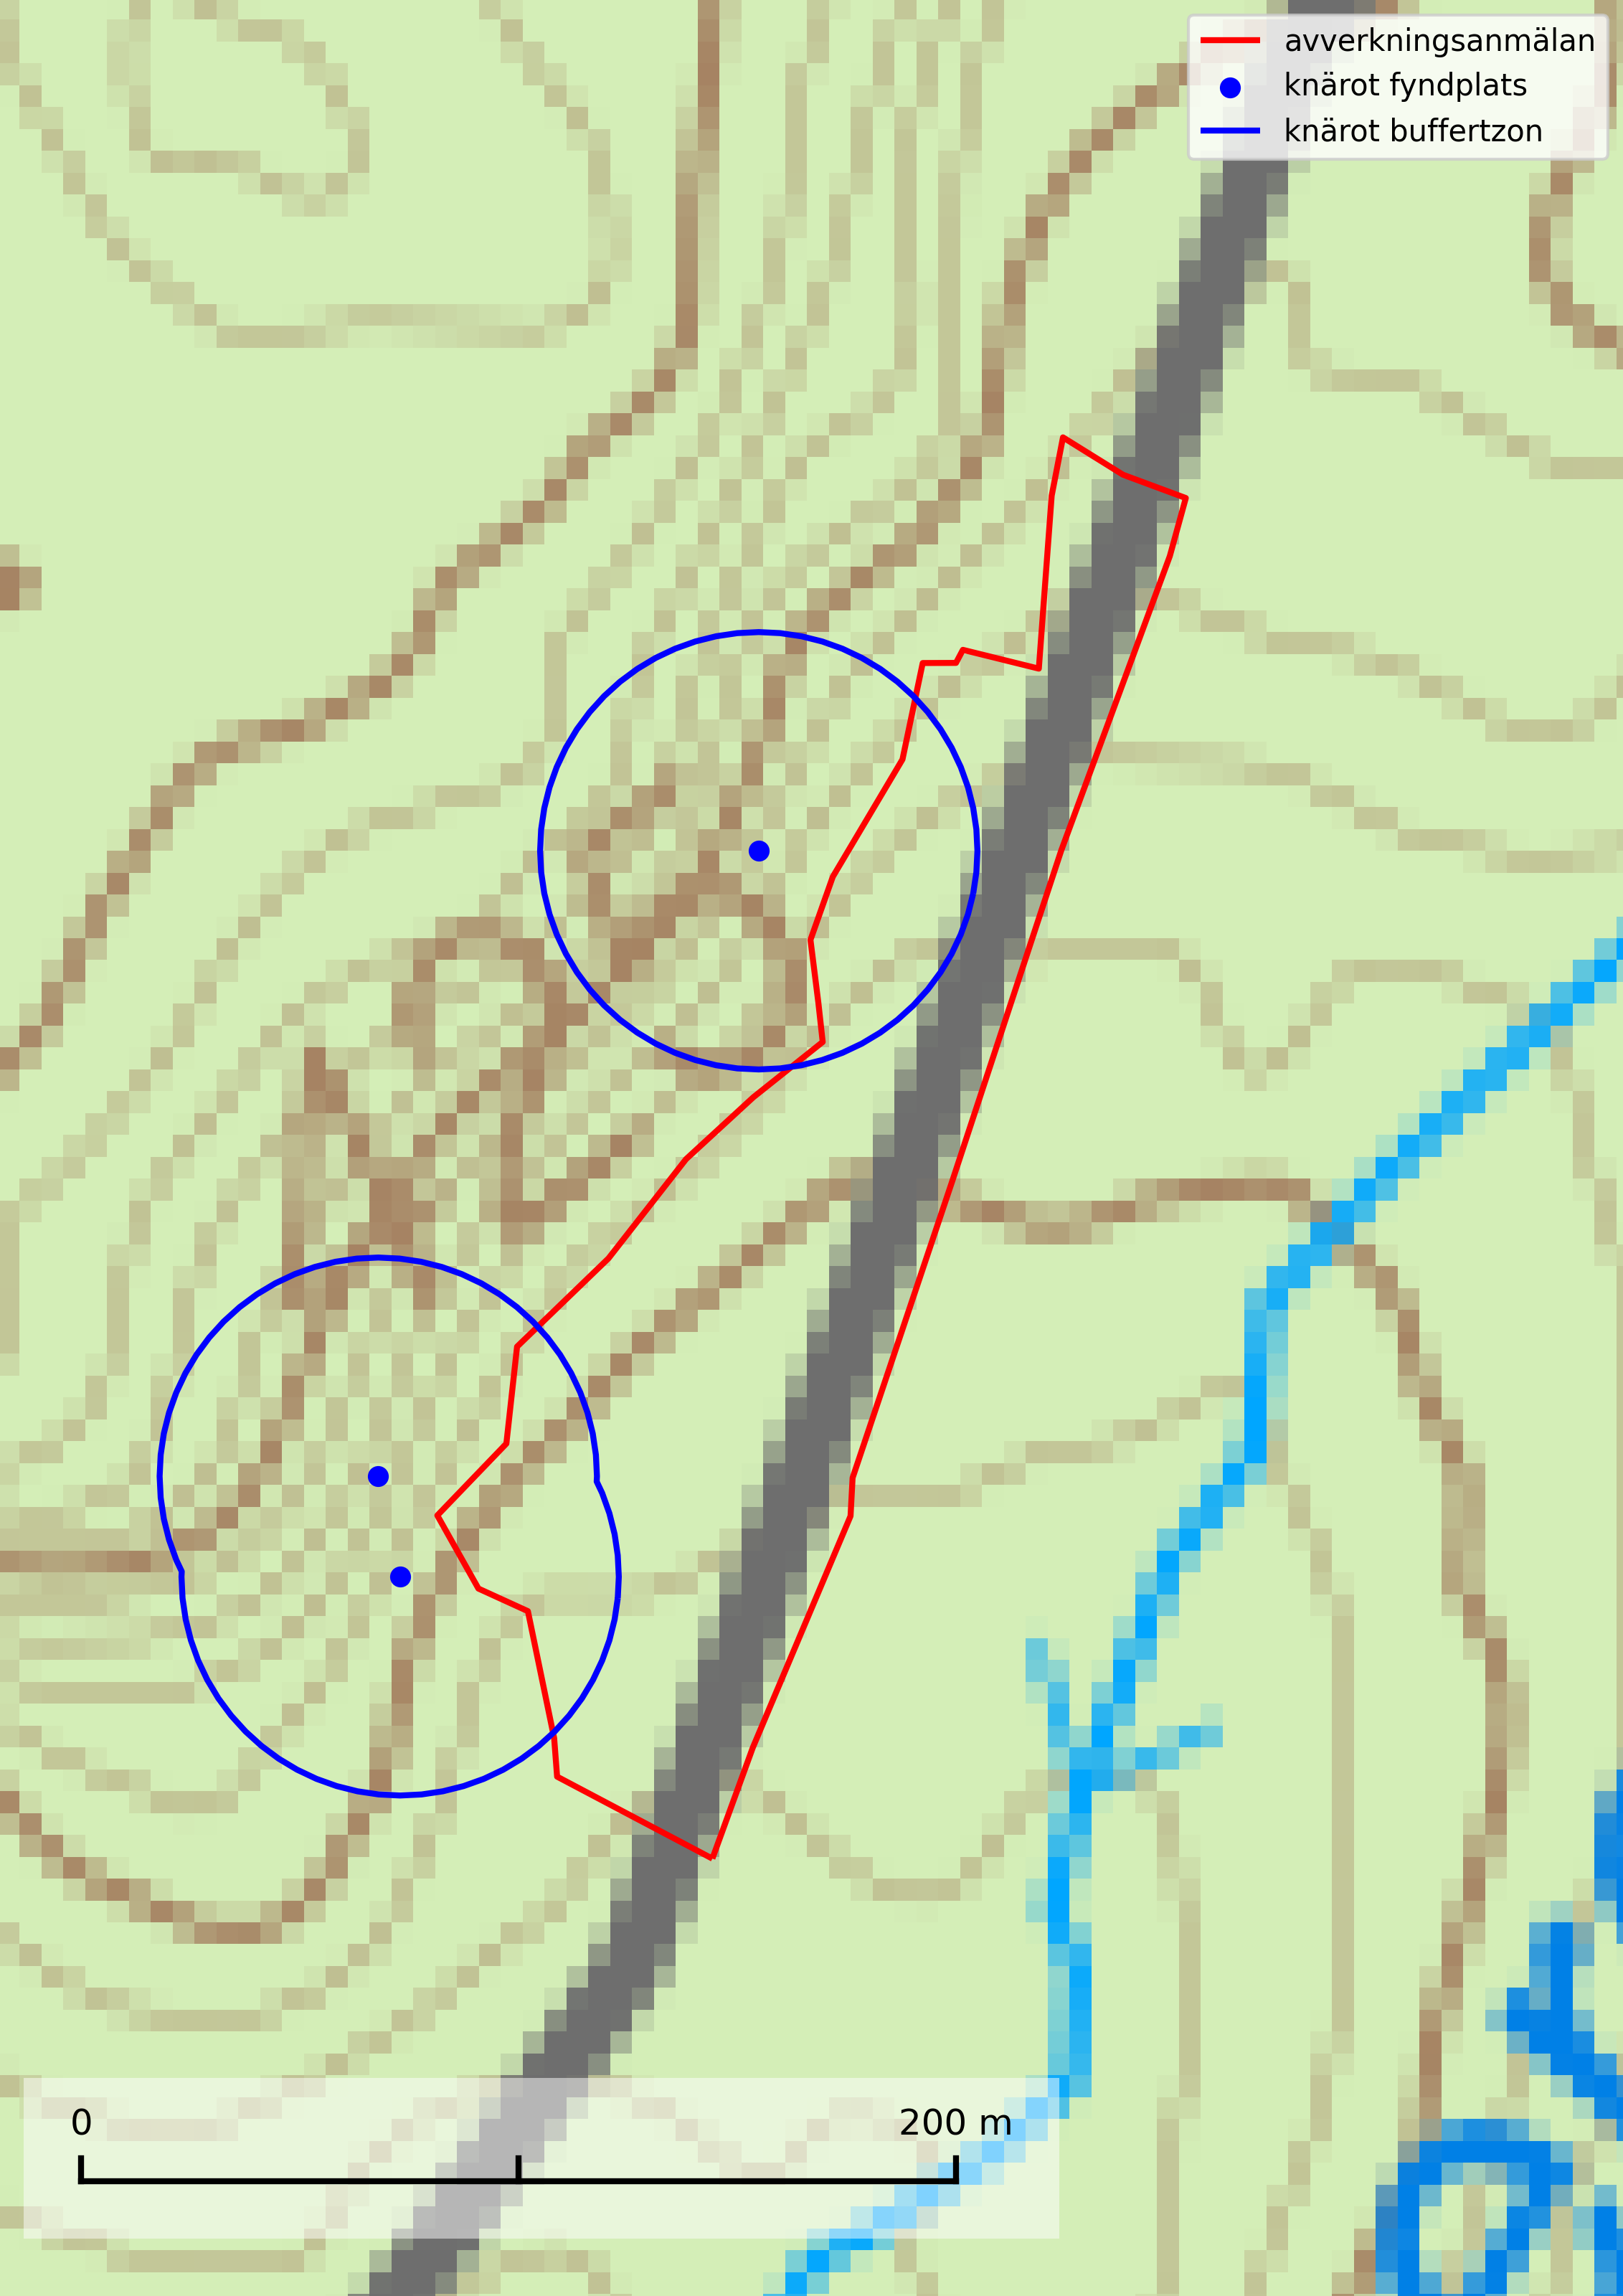 avverkningsanmälan
knärot fyndplats
knärot buffertzon
0 200 m